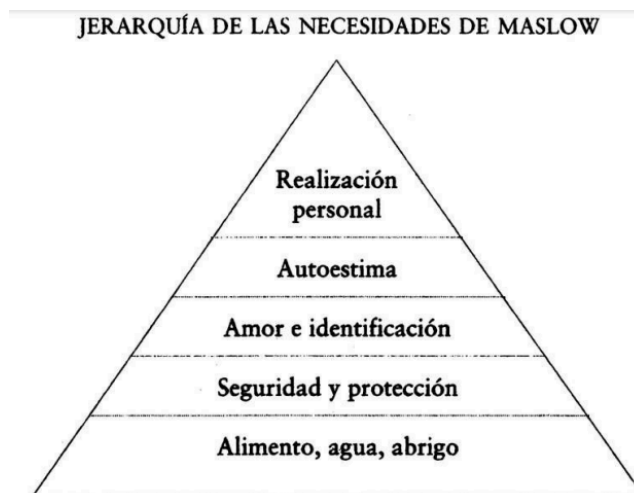 JERARQUÍA DE LAS NECESIDADES DE MASLOW
Realización
personal
Autoestima
Amor e identificación
Seguridad y protección
Alimento, agua, abrigo